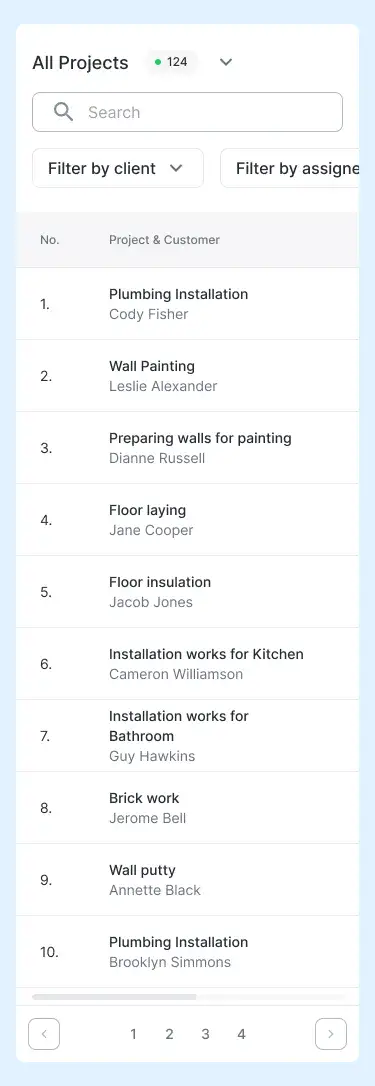 All Projects 124
Search
Filter by client Filter by assigne
No. Project & Customer
1. Plumbing Installation
Cody Fisher
2. Wall Painting
Leslie Alexander
3. Preparing walls for painting
Dianne Russell
4. Floor laying
Jane Cooper
5. Floor insulation
Jacob Jones
6. Installation works for Kitchen
Cameron Williamson
7. Installation works for
Bathroom
Guy Hawkins
8. Brick work
Jerome Bell
9. Wall putty
Annette Black
10. Plumbing Installation
Brooklyn Simmons
1 2 3 4